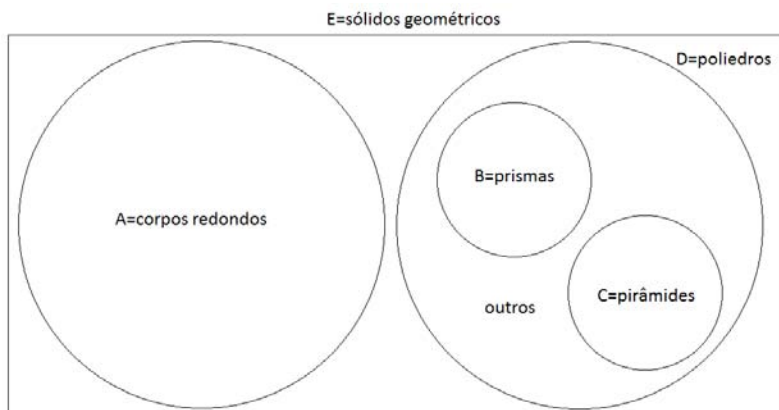 E=sólidos geométricos
D=poliedros
B=prismas
A=corpos redondos
C=pirâmides
outros